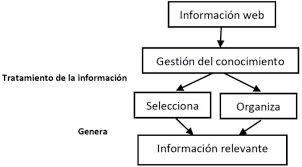 Información web
Gestión del conocimiento
Tratamiento de la información
Selecciona
Organiza
Genera
Información relevante